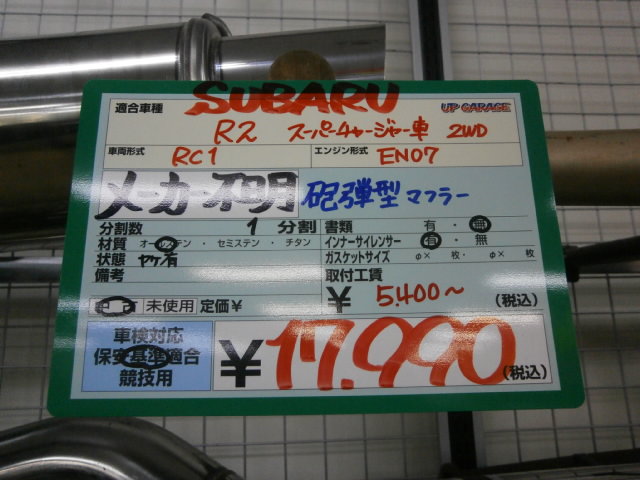 適合車種 SUBARU UP GARAGE
R2 スーパーチャージャー車 2WD
車両形式 RC1 エンジン形式 EN07
メーカー不明 砲弾型マフラー
分割数 1 分割 書類 有・無
材質 オールステン・セミステン・チタン インナーサイレンサー 有・無
状態 ヤケ有 ガスケットサイズ φ× 枚・φ× 枚
備考 取付工賃
¥ 5,400〜 (税込)
中古 未使用 定価¥
車検対応
保安基準適合 ¥17,990 (税込)
競技用